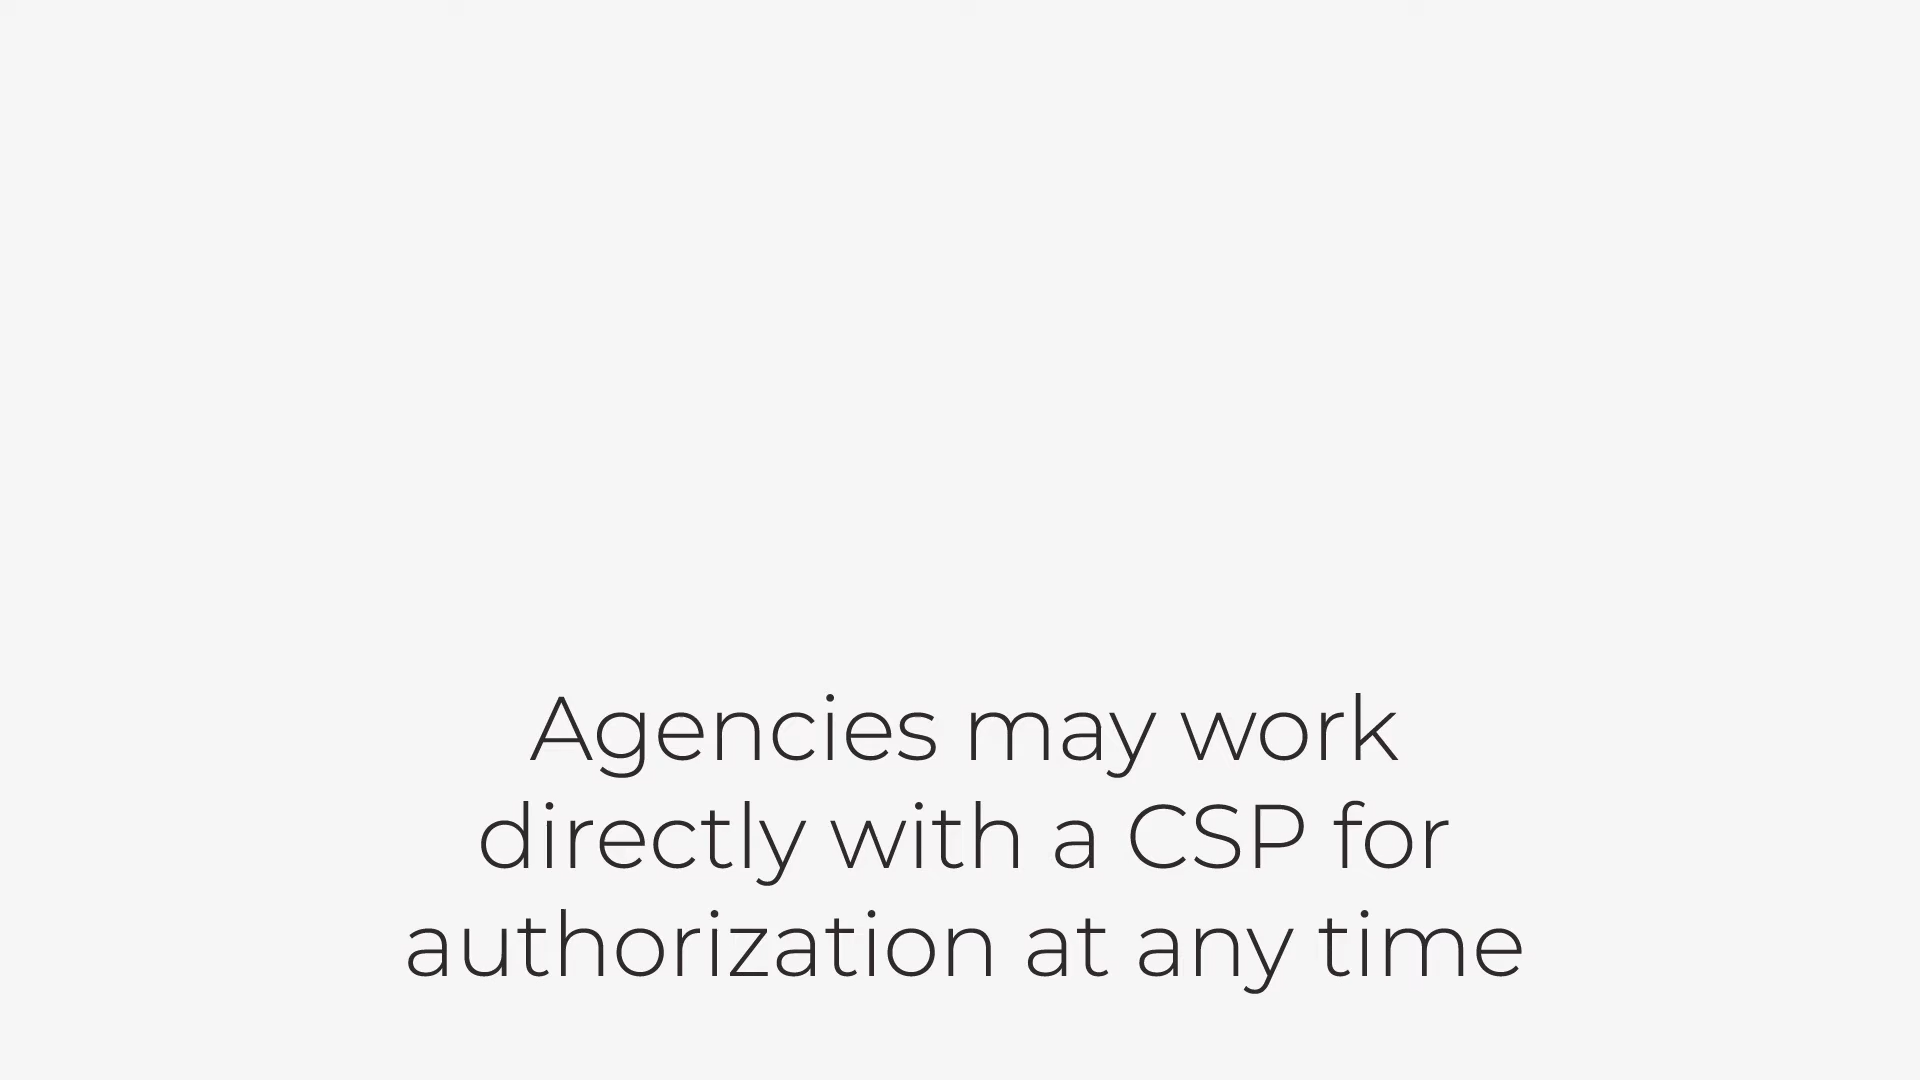 Agencies may work
directly with a CSP for
authorization at any time